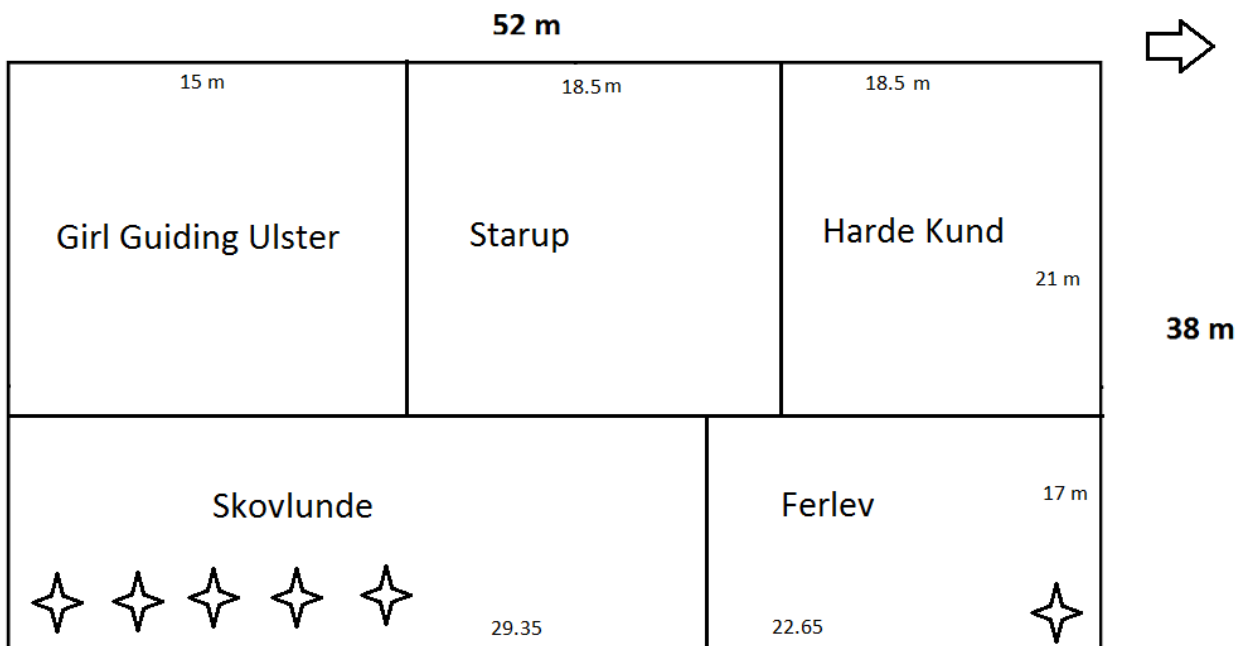 52 m
15 m
18.5 m
18.5 m
Girl Guiding Ulster
Starup
Harde Kund
21 m
38 m
Skovlunde
Ferlev
17 m
29.35
22.65